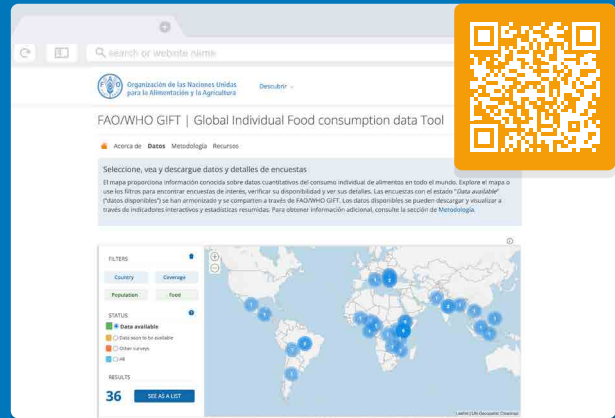 search or website name
Organización de las Naciones Unidas
para la Alimentación y la Agricultura
Descubrir
FAO/WHO GIFT | Global Individual Food consumption data Tool
Acerca de Datos Metodología Recursos
Seleccione, vea y descargue datos y detalles de encuestas
El mapa proporciona información conocida sobre datos cuantitativos del consumo individual de alimentos en todo el mundo. Explore el mapa o
use los filtros para encontrar encuestas de interés, verificar su disponibilidad y ver sus detalles. Las encuestas con el estado "Data available"
("datos disponibles") se han armonizado y se comparten a través de FAO/WHO GIFT. Los datos disponibles se pueden descargar y visualizar a
través de indicadores interactivos y estadísticas resumidas. Para obtener información adicional, consulte la sección de Metodología.
FILTERS
Country Coverage
Population Food
STATUS
Data available
Data soon to be available
Other surveys
All
RESULTS
36 SEE AS A LIST